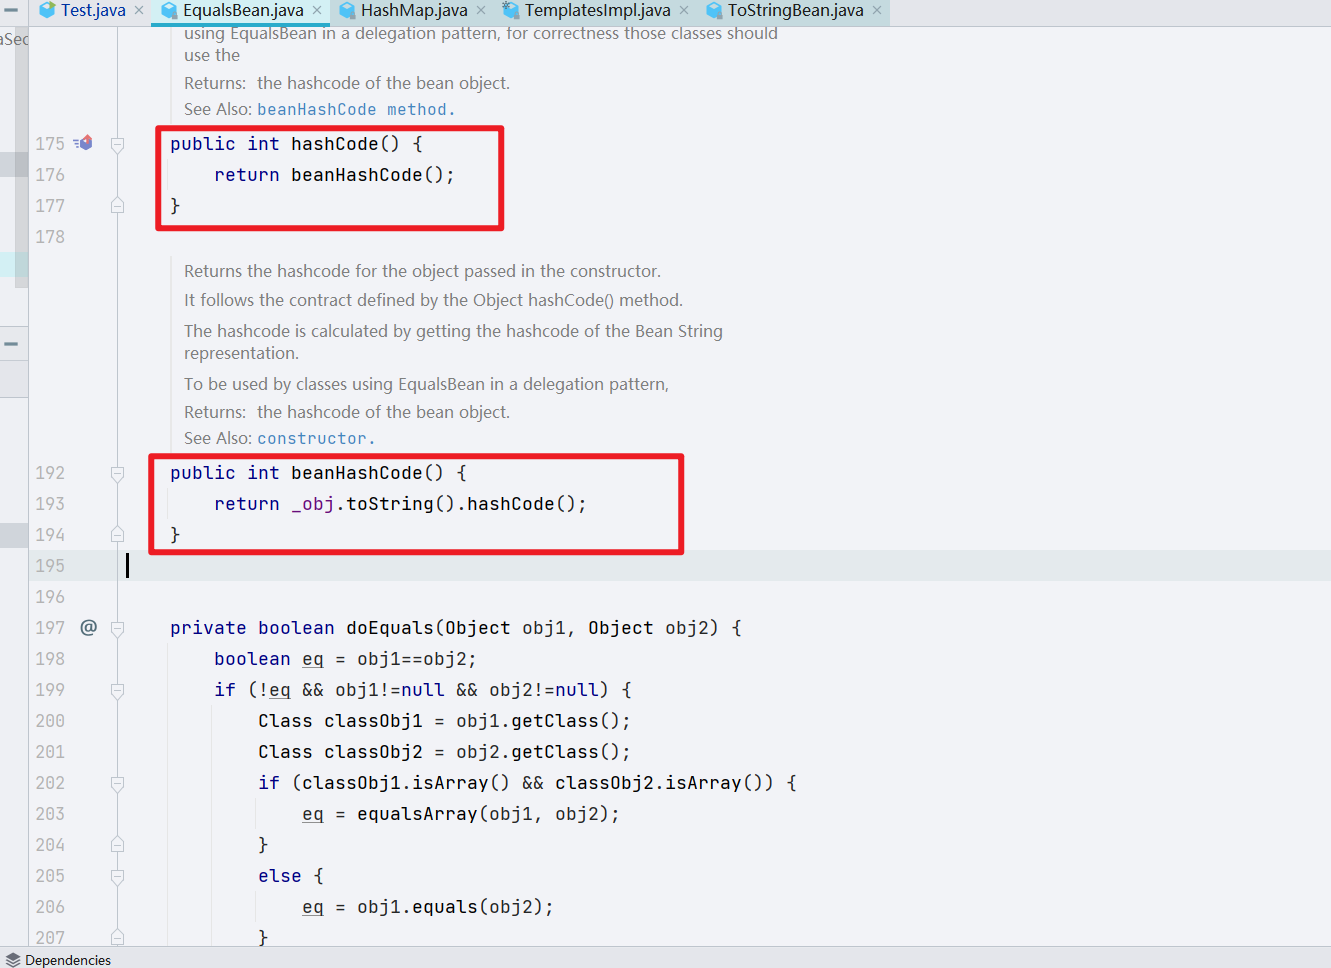 Test.java EqualsBean.java HashMap.java TemplatesImpl.java ToStringBean.java
aSec
using EqualsBean in a delegation pattern, for correctness those classes should
use the
Returns: the hashcode of the bean object.
See Also: beanHashCode method.
175 public int hashCode() {
176 return beanHashCode();
177 }
178
Returns the hashcode for the object passed in the constructor.
It follows the contract defined by the Object hashCode() method.
The hashcode is calculated by getting the hashcode of the Bean String
representation.
To be used by classes using EqualsBean in a delegation pattern,
Returns: the hashcode of the bean object.
See Also: constructor.
192 public int beanHashCode() {
193 return _obj.toString().hashCode();
194 }
195
196
197 @ private boolean doEquals(Object obj1, Object obj2) {
198 boolean eq = obj1==obj2;
199 if (!eq && obj1!=null && obj2!=null) {
200 Class classObj1 = obj1.getClass();
201 Class classObj2 = obj2.getClass();
202 if (classObj1.isArray() && classObj2.isArray()) {
203 eq = equalsArray(obj1, obj2);
204 }
205 else {
206 eq = obj1.equals(obj2);
207 }
Dependencies